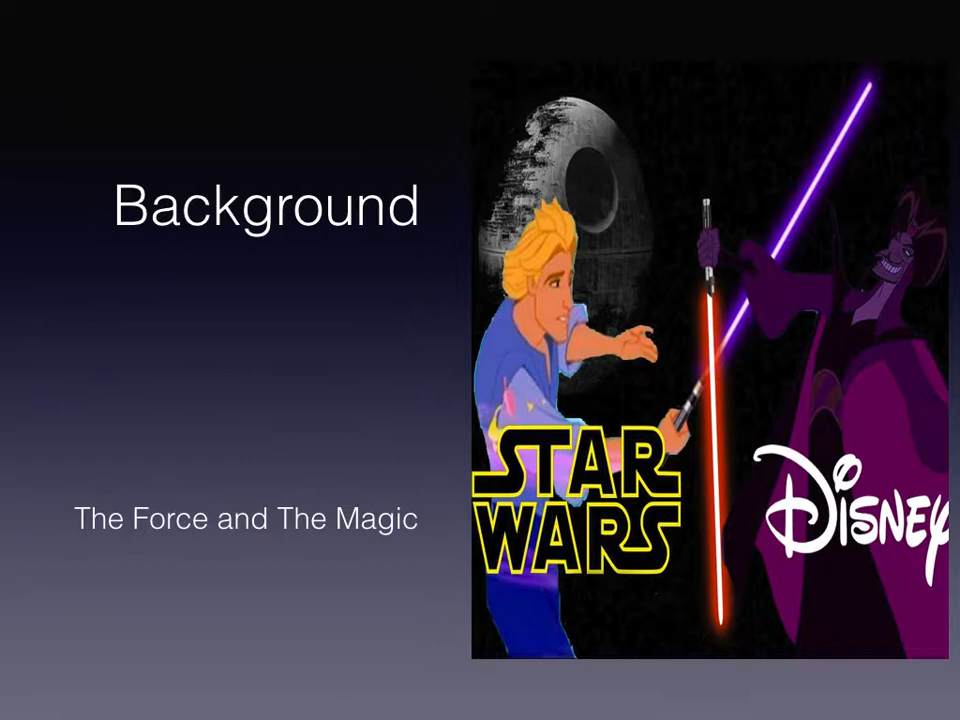 Background
The Force and The Magic
STAR
WARS
DISNEY